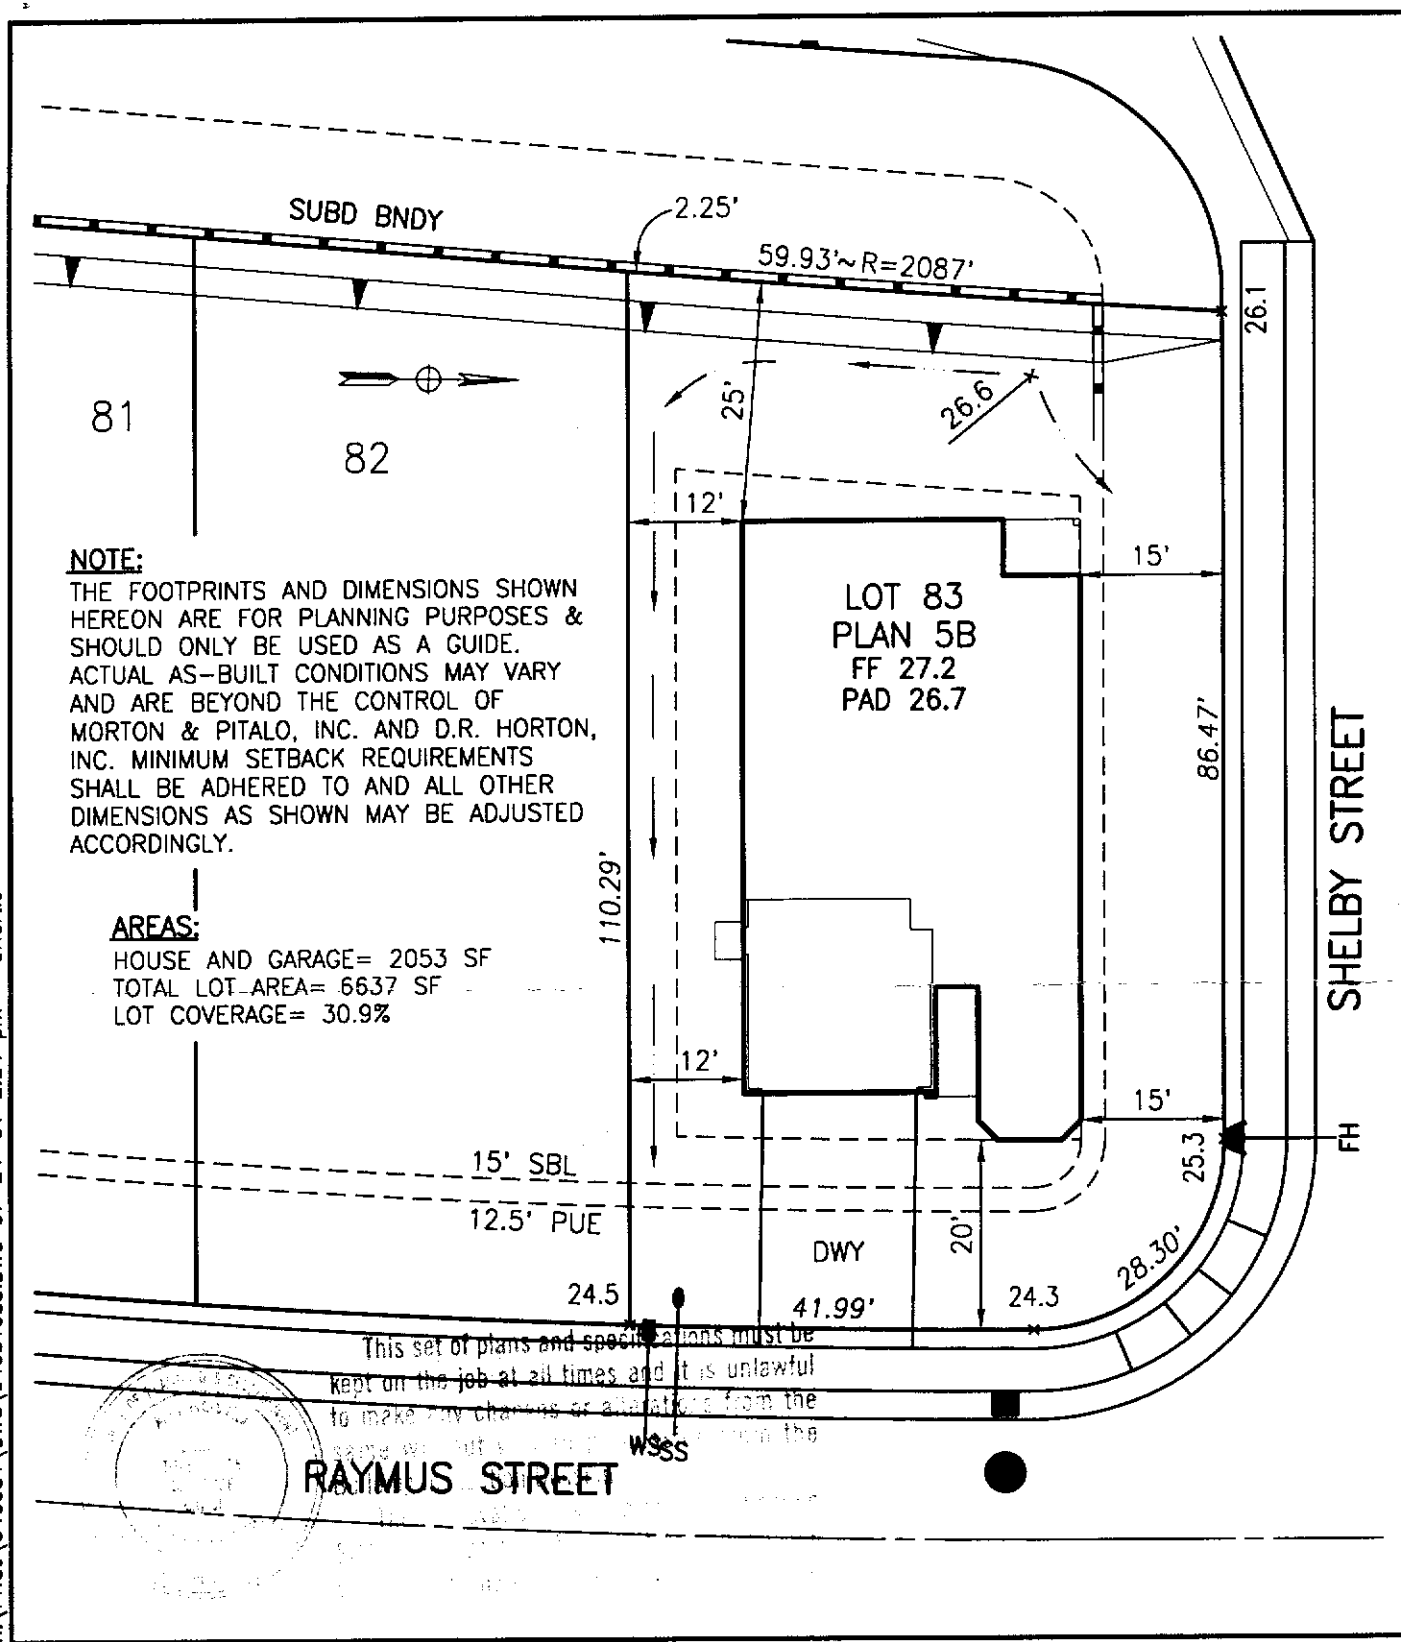 SUBD BNDY
2.25'
59.93'~R=2087'
26.1
81
82
25'
26.6
12'
15'
NOTE:
THE FOOTPRINTS AND DIMENSIONS SHOWN
HEREON ARE FOR PLANNING PURPOSES &
SHOULD ONLY BE USED AS A GUIDE.
ACTUAL AS-BUILT CONDITIONS MAY VARY
AND ARE BEYOND THE CONTROL OF
MORTON & PITALO, INC. AND D.R. HORTON,
INC. MINIMUM SETBACK REQUIREMENTS
SHALL BE ADHERED TO AND ALL OTHER
DIMENSIONS AS SHOWN MAY BE ADJUSTED
ACCORDINGLY.
LOT 83
PLAN 5B
FF 27.2
PAD 26.7
86.47'
SHELBY STREET
110.29'
AREAS:
HOUSE AND GARAGE= 2053 SF
TOTAL LOT AREA= 6637 SF
LOT COVERAGE= 30.9%
12'
15'
FH
25.3
15' SBL
12.5' PUE
20'
DWY
28.30'
24.5
41.99'
24.3
This set of plans and specifications must be
kept on the job at all times and it is unlawful
to make any changes or alterations from the
same
WS
SS
RAYMUS STREET